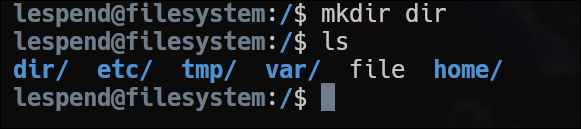 lespend@filesystem:/$ mkdir dir
lespend@filesystem:/$ ls
dir/  etc/  tmp/  var/  file  home/
lespend@filesystem:/$